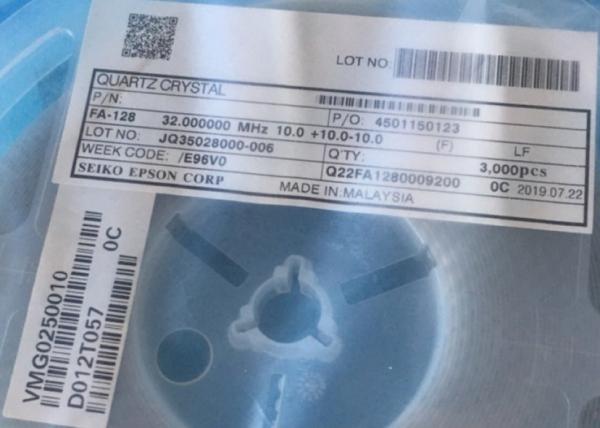 LOT NO:
QUARTZ CRYSTAL
P/N:
P/O: 4501150123
FA-128 32.000000 MHz 10.0 +10.0-10.0 (F) LF
LOT NO: JQ35028000-006
Q'TY: 3,000pcs
WEEK CODE: /E96V0
Q22FA1280009200 0C 2019.07.22
SEIKO EPSON CORP
MADE IN:MALAYSIA
VMG0250010 0C
D012T057